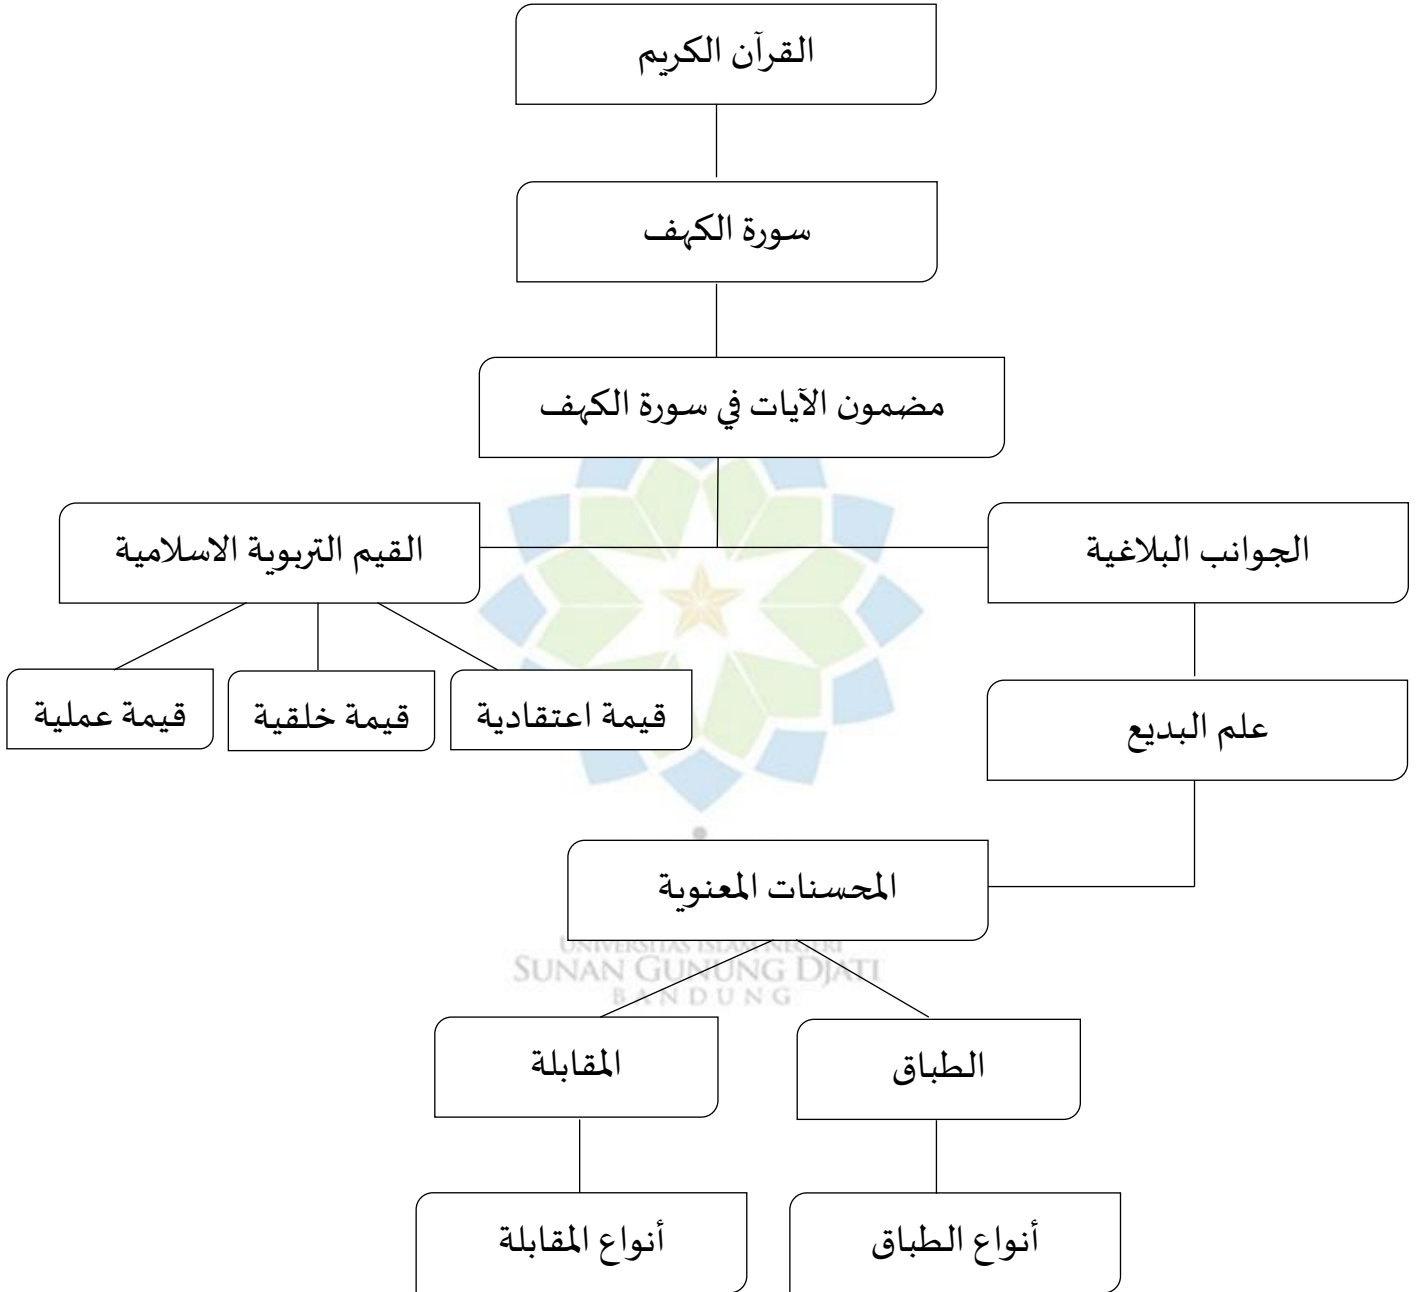 القرآن الكريم
سورة الكهف
مضمون الآيات في سورة الكهف
الجوانب البلاغية
القيم التربوية الاسلامية
قيمة اعتقادية
قيمة خلقية
قيمة عملية
علم البديع
المحسنات المعنوية
UNIVERSITAS ISLAM NEGERI
SUNAN GUNUNG DJATI
BANDUNG
الطباق
المقابلة
أنواع الطباق
أنواع المقابلة